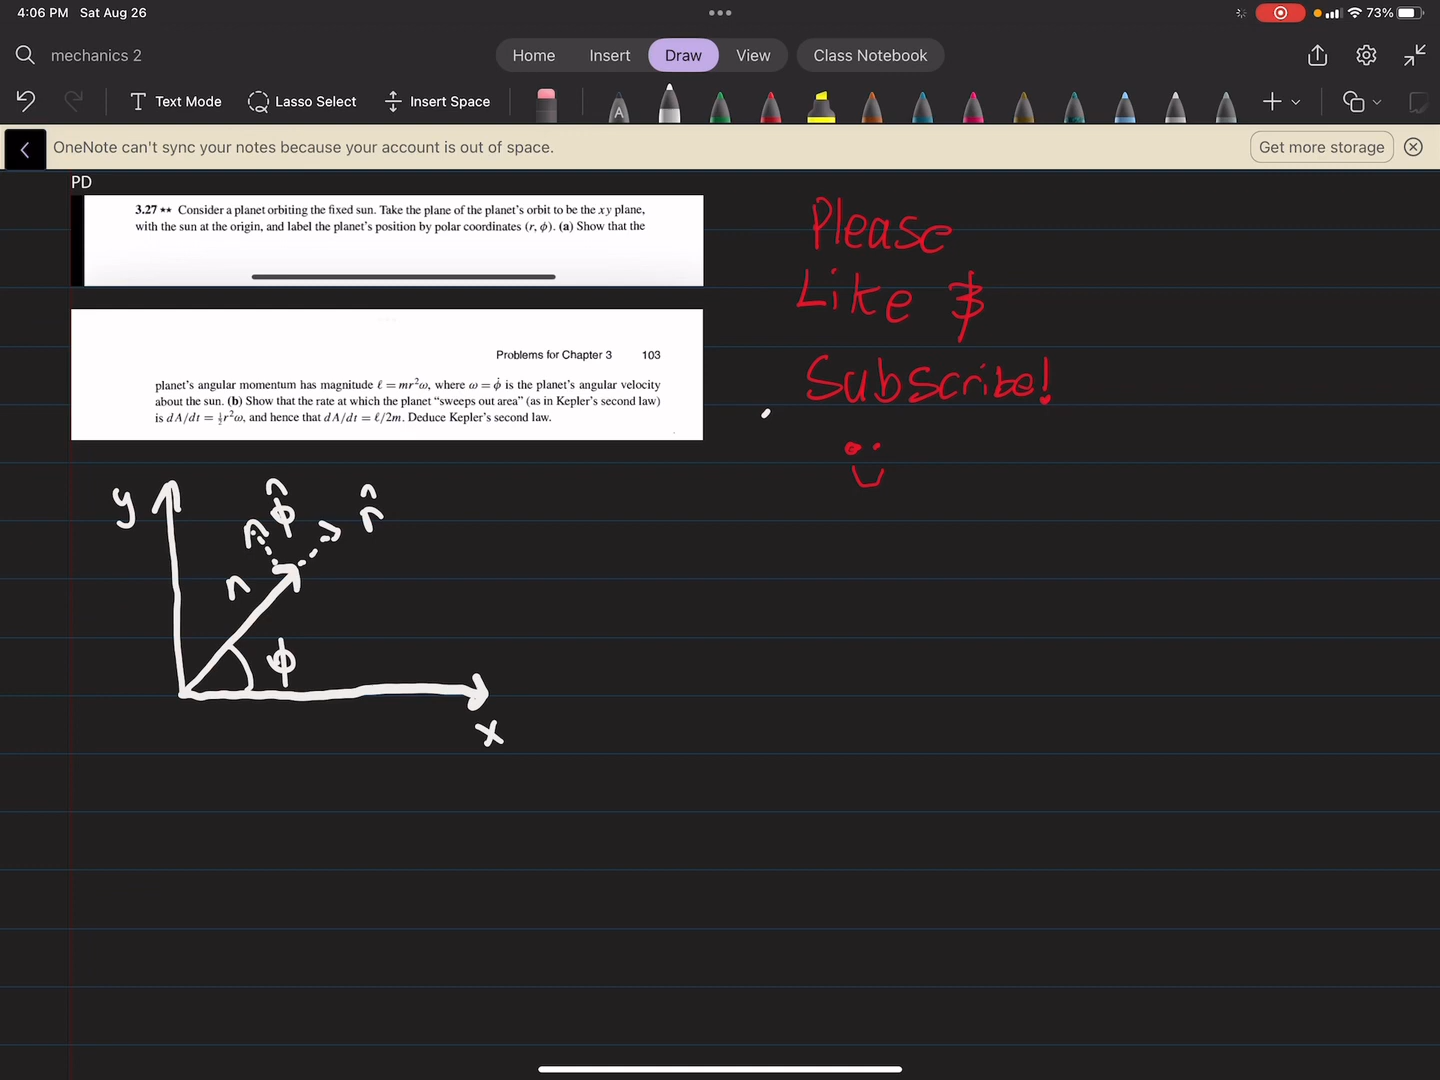 4:06 PM Sat Aug 26
73%
mechanics 2
Home Insert Draw View Class Notebook
Text Mode Lasso Select Insert Space
A
OneNote can't sync your notes because your account is out of space.
Get more storage
PD
3.27 ⋆⋆ Consider a planet orbiting the fixed sun. Take the plane of the planet's orbit to be the xy plane,
with the sun at the origin, and label the planet's position by polar coordinates (r, ϕ). (a) Show that the
Problems for Chapter 3 103
planet's angular momentum has magnitude ℓ = mr²ω, where ω = ϕ̇ is the planet's angular velocity
about the sun. (b) Show that the rate at which the planet "sweeps out area" (as in Kepler's second law)
is dA/dt = ½r²ω, and hence that dA/dt = ℓ/2m. Deduce Kepler's second law.
Please
Like &
Subscribe!
y
ϕ̂
r̂
r
ϕ
x